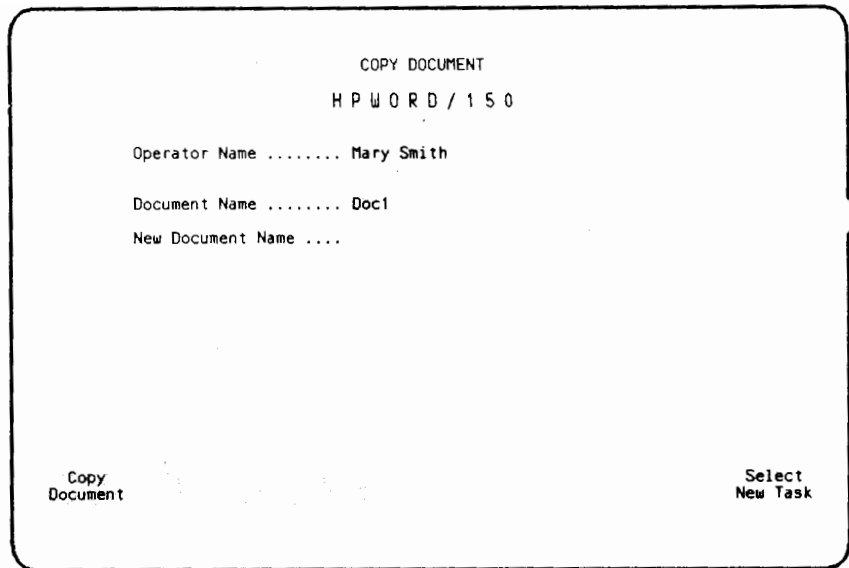 COPY DOCUMENT
HPWORD/150
Operator Name ........ Mary Smith
Document Name ........ Doc1
New Document Name ....
Copy Document
Select New Task